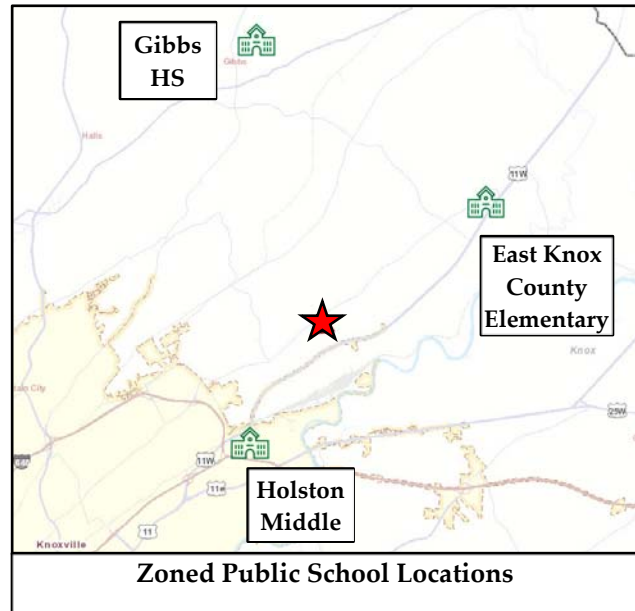 Gibbs
HS
Gibbs
Halls
11W
East Knox
County
Elementary
Knox
City
25W
11W
Holston
Middle
11
Knoxville
Zoned Public School Locations